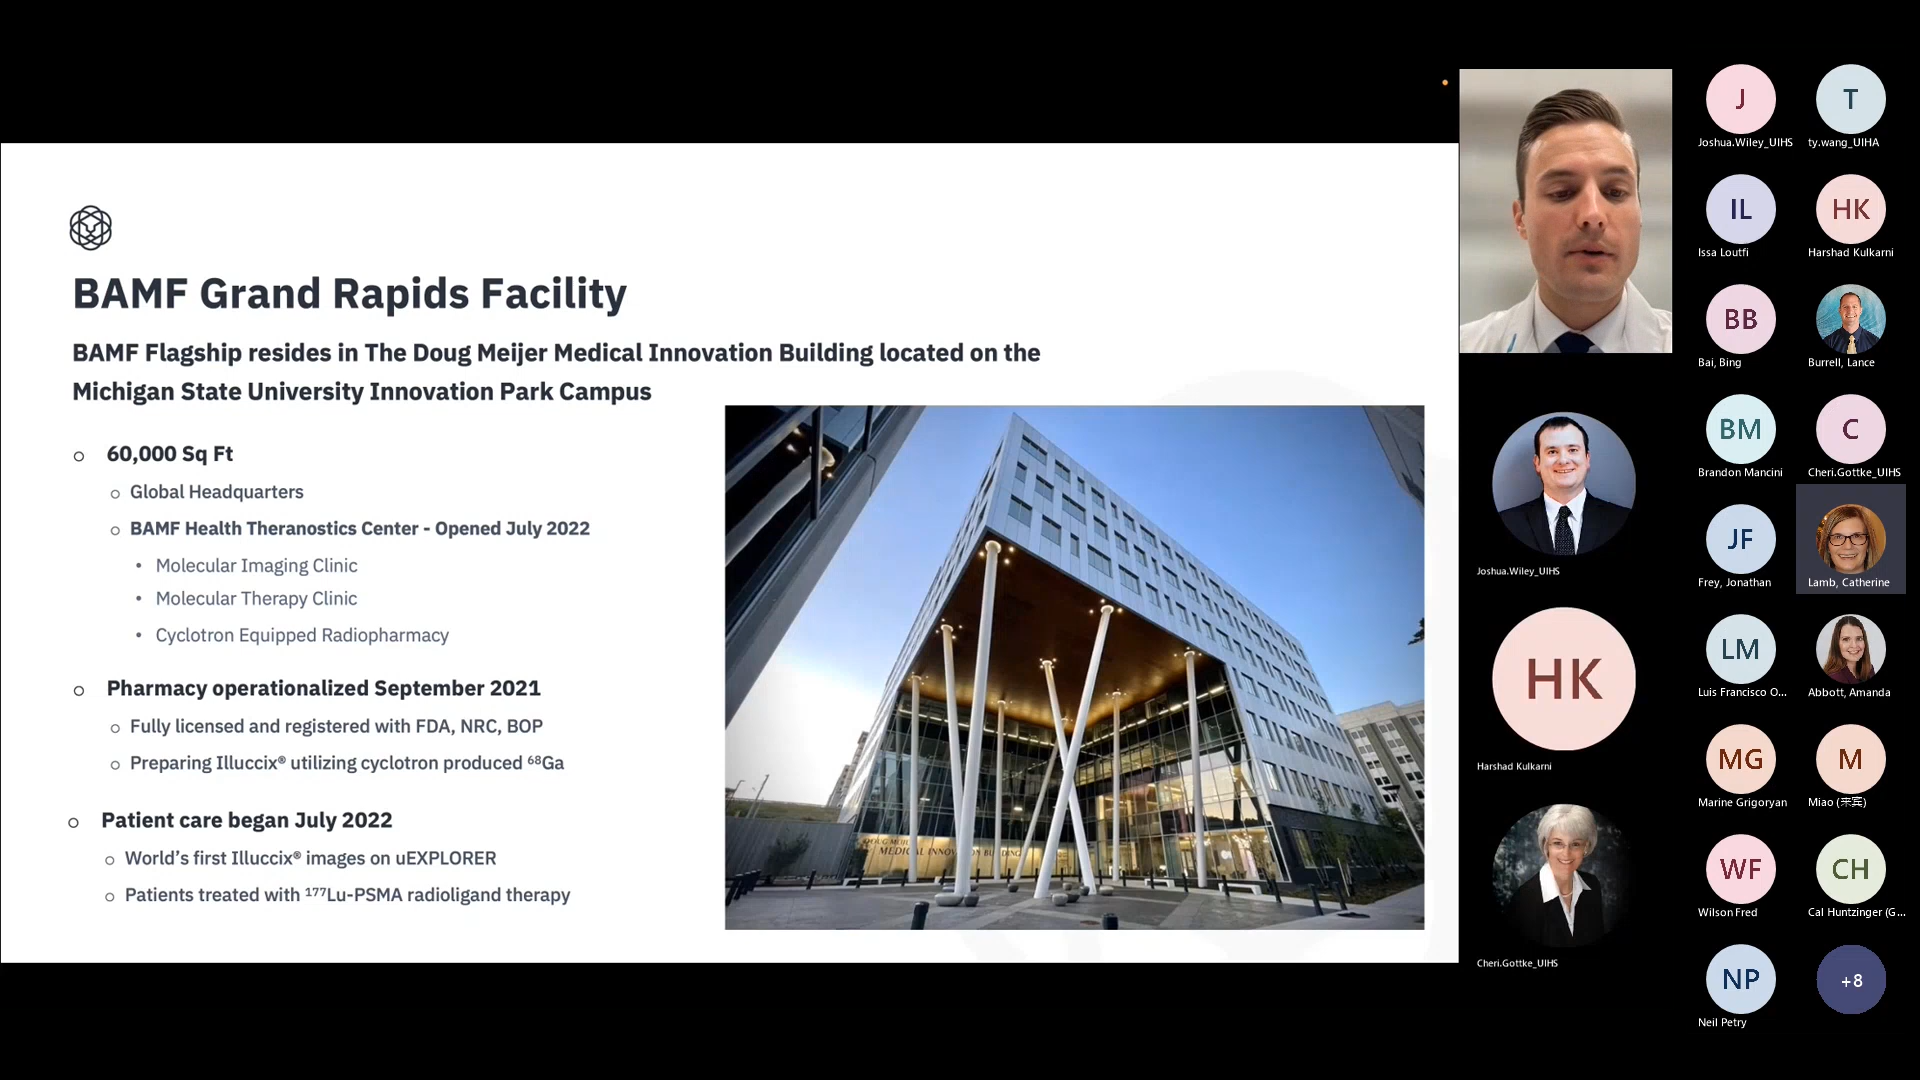 BAMF Grand Rapids Facility
BAMF Flagship resides in The Doug Meijer Medical Innovation Building located on the
Michigan State University Innovation Park Campus
60,000 Sq Ft
Global Headquarters
BAMF Health Theranostics Center - Opened July 2022
Molecular Imaging Clinic
Molecular Therapy Clinic
Cyclotron Equipped Radiopharmacy
Pharmacy operationalized September 2021
Fully licensed and registered with FDA, NRC, BOP
Preparing Illuccix® utilizing cyclotron produced ⁶⁸Ga
Patient care began July 2022
World’s first Illuccix® images on uEXPLORER
Patients treated with ¹⁷⁷Lu-PSMA radioligand therapy
MEDICAL INNOVATION BUILDING
Joshua.Wiley_UIHS
HK
Harshad Kulkarni
Cheri.Gottke_UIHS
J
Joshua.Wiley_UIHS
T
ty.wang_UIHA
IL
Issa Loutfi
HK
Harshad Kulkarni
BB
Bai, Bing
Burrell, Lance
BM
Brandon Mancini
C
Cheri.Gottke_UIHS
JF
Frey, Jonathan
Lamb, Catherine
LM
Luis Francisco O...
Abbott, Amanda
MG
Marine Grigoryan
M
Miao (来宾)
WF
Wilson Fred
CH
Cal Huntzinger (G...
NP
Neil Petry
+8